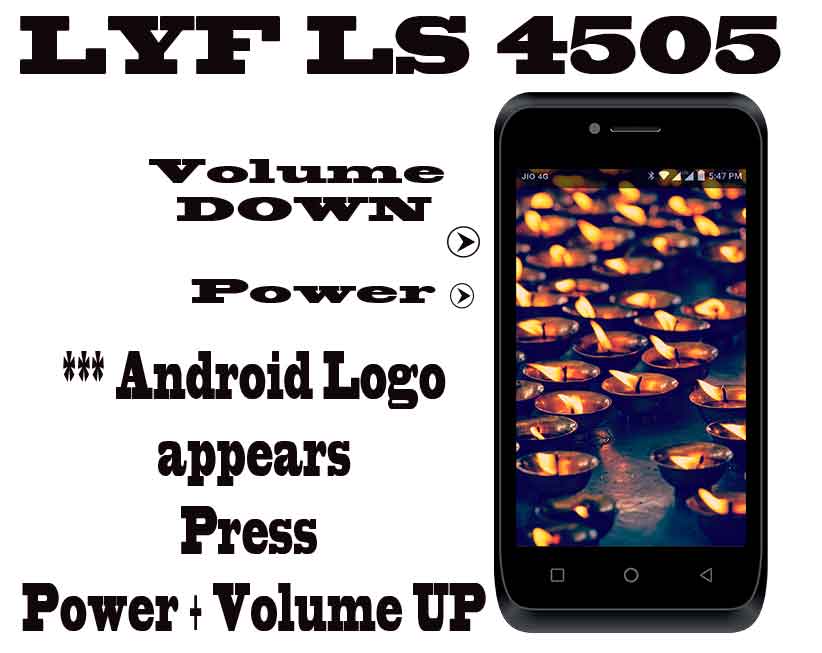 LYF LS 4505
Volume
DOWN
Power
*** Android Logo
appears
Press
Power + Volume UP
JIO 4G 5:47 PM